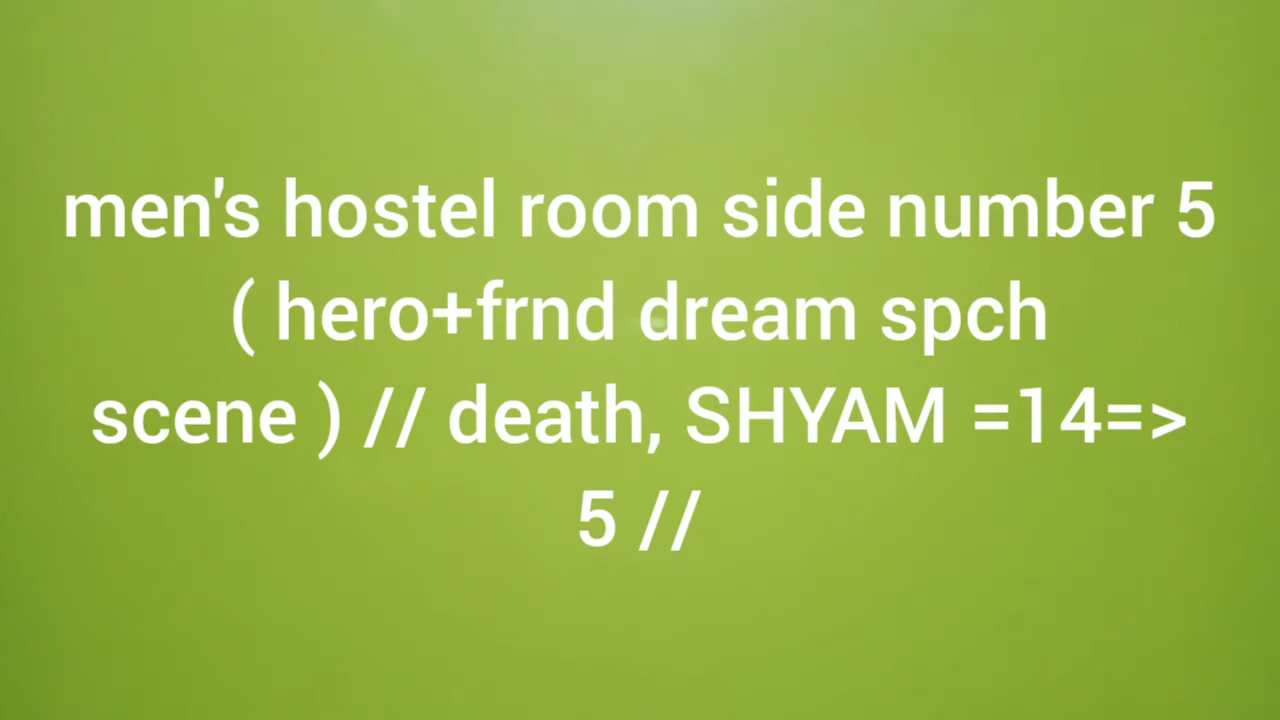 men's hostel room side number 5
( hero+frnd dream spch
scene ) // death, SHYAM =14=>
5 //